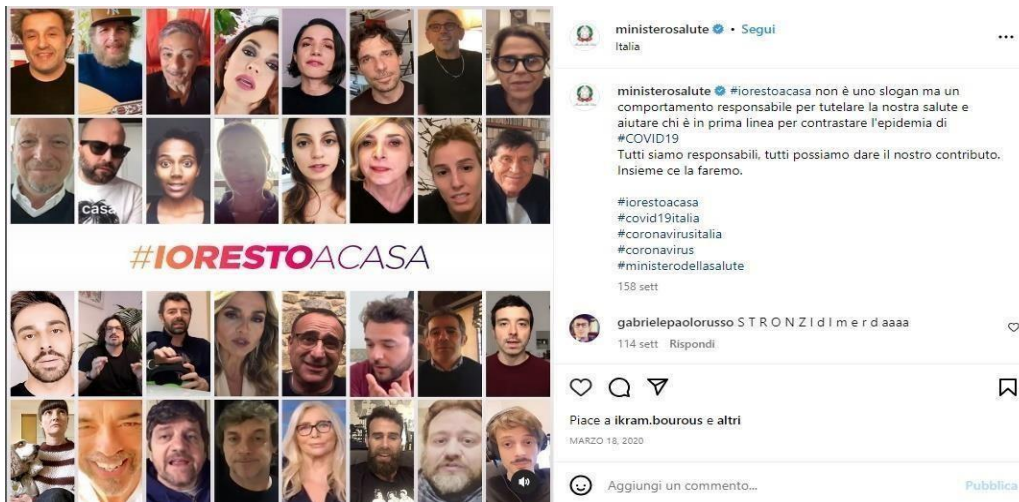 casa
#IORESTOACASA
ministerosalute • Segui
Italia
ministerosalute #iorestoacasa non è uno slogan ma un
comportamento responsabile per tutelare la nostra salute e
aiutare chi è in prima linea per contrastare l'epidemia di
#COVID19
Tutti siamo responsabili, tutti possiamo dare il nostro contributo.
Insieme ce la faremo.
#iorestoacasa
#covid19italia
#coronavirusitalia
#coronavirus
#ministerodellasalute
158 sett
gabrielepaolorusso S T R O N Z I d I m e r d aaaa
114 sett Rispondi
Piace a ikram.bourous e altri
MARZO 18, 2020
Aggiungi un commento...
Pubblica